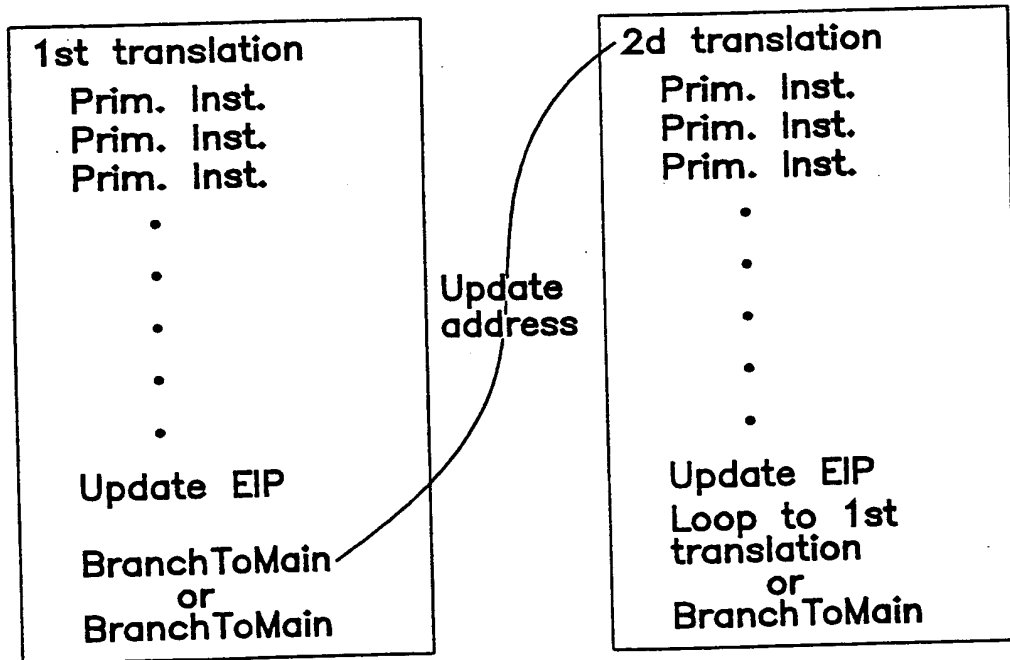 1st translation
Prim. Inst.
Prim. Inst.
Prim. Inst.
Update EIP
BranchToMain
or
BranchToMain
Update
address
2d translation
Prim. Inst.
Prim. Inst.
Prim. Inst.
Update EIP
Loop to 1st
translation
or
BranchToMain